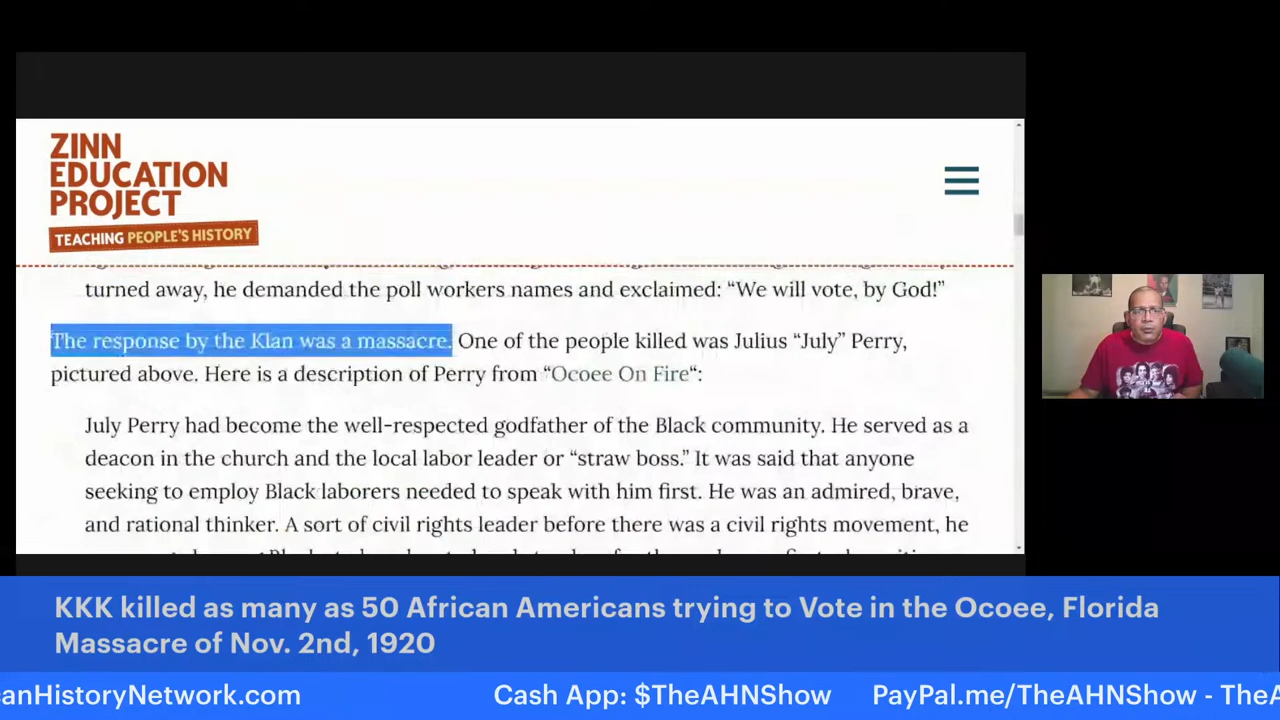 ZINN
EDUCATION
PROJECT
TEACHING PEOPLE'S HISTORY
turned away, he demanded the poll workers names and exclaimed: “We will vote, by God!”
The response by the Klan was a massacre. One of the people killed was Julius “July” Perry,
pictured above. Here is a description of Perry from “Ocoee On Fire“:
July Perry had become the well-respected godfather of the Black community. He served as a
deacon in the church and the local labor leader or “straw boss.” It was said that anyone
seeking to employ Black laborers needed to speak with him first. He was an admired, brave,
and rational thinker. A sort of civil rights leader before there was a civil rights movement, he
KKK killed as many as 50 African Americans trying to Vote in the Ocoee, Florida
Massacre of Nov. 2nd, 1920
canHistoryNetwork.com Cash App: $TheAHNShow PayPal.me/TheAHNShow - TheA